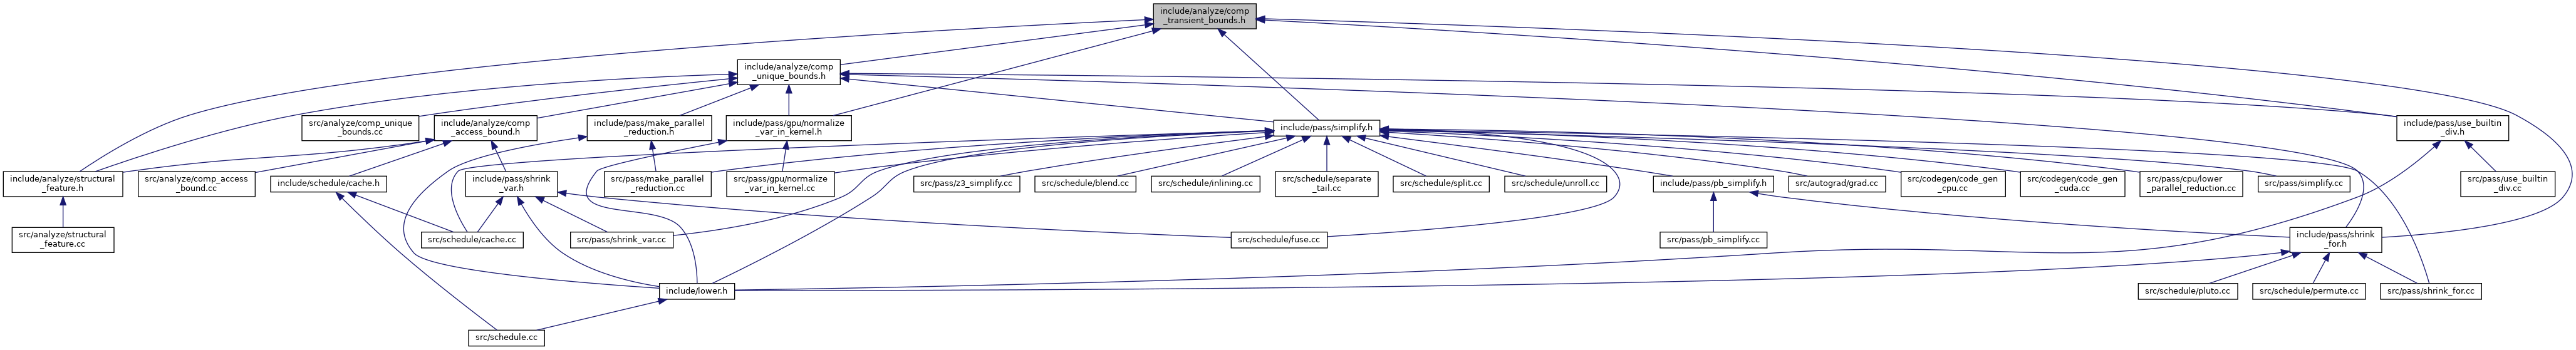 include/analyze/comp
_transient_bounds.h
include/analyze/comp
_unique_bounds.h
src/analyze/comp_unique
_bounds.cc
include/analyze/comp
_access_bound.h
include/pass/make_parallel
_reduction.h
include/pass/gpu/normalize
_var_in_kernel.h
include/pass/simplify.h
include/pass/use_builtin
_div.h
include/analyze/structural
_feature.h
src/analyze/comp_access
_bound.cc
include/schedule/cache.h
include/pass/shrink
_var.h
src/pass/make_parallel
_reduction.cc
src/pass/gpu/normalize
_var_in_kernel.cc
src/pass/z3_simplify.cc
src/schedule/blend.cc
src/schedule/inlining.cc
src/schedule/separate
_tail.cc
src/schedule/split.cc
src/schedule/unroll.cc
include/pass/pb_simplify.h
src/autograd/grad.cc
src/codegen/code_gen
_cpu.cc
src/codegen/code_gen
_cuda.cc
src/pass/cpu/lower
_parallel_reduction.cc
src/pass/simplify.cc
src/pass/use_builtin
_div.cc
src/analyze/structural
_feature.cc
src/schedule/cache.cc
src/pass/shrink_var.cc
src/schedule/fuse.cc
src/pass/pb_simplify.cc
include/pass/shrink
_for.h
include/lower.h
src/schedule/pluto.cc
src/schedule/permute.cc
src/pass/shrink_for.cc
src/schedule.cc